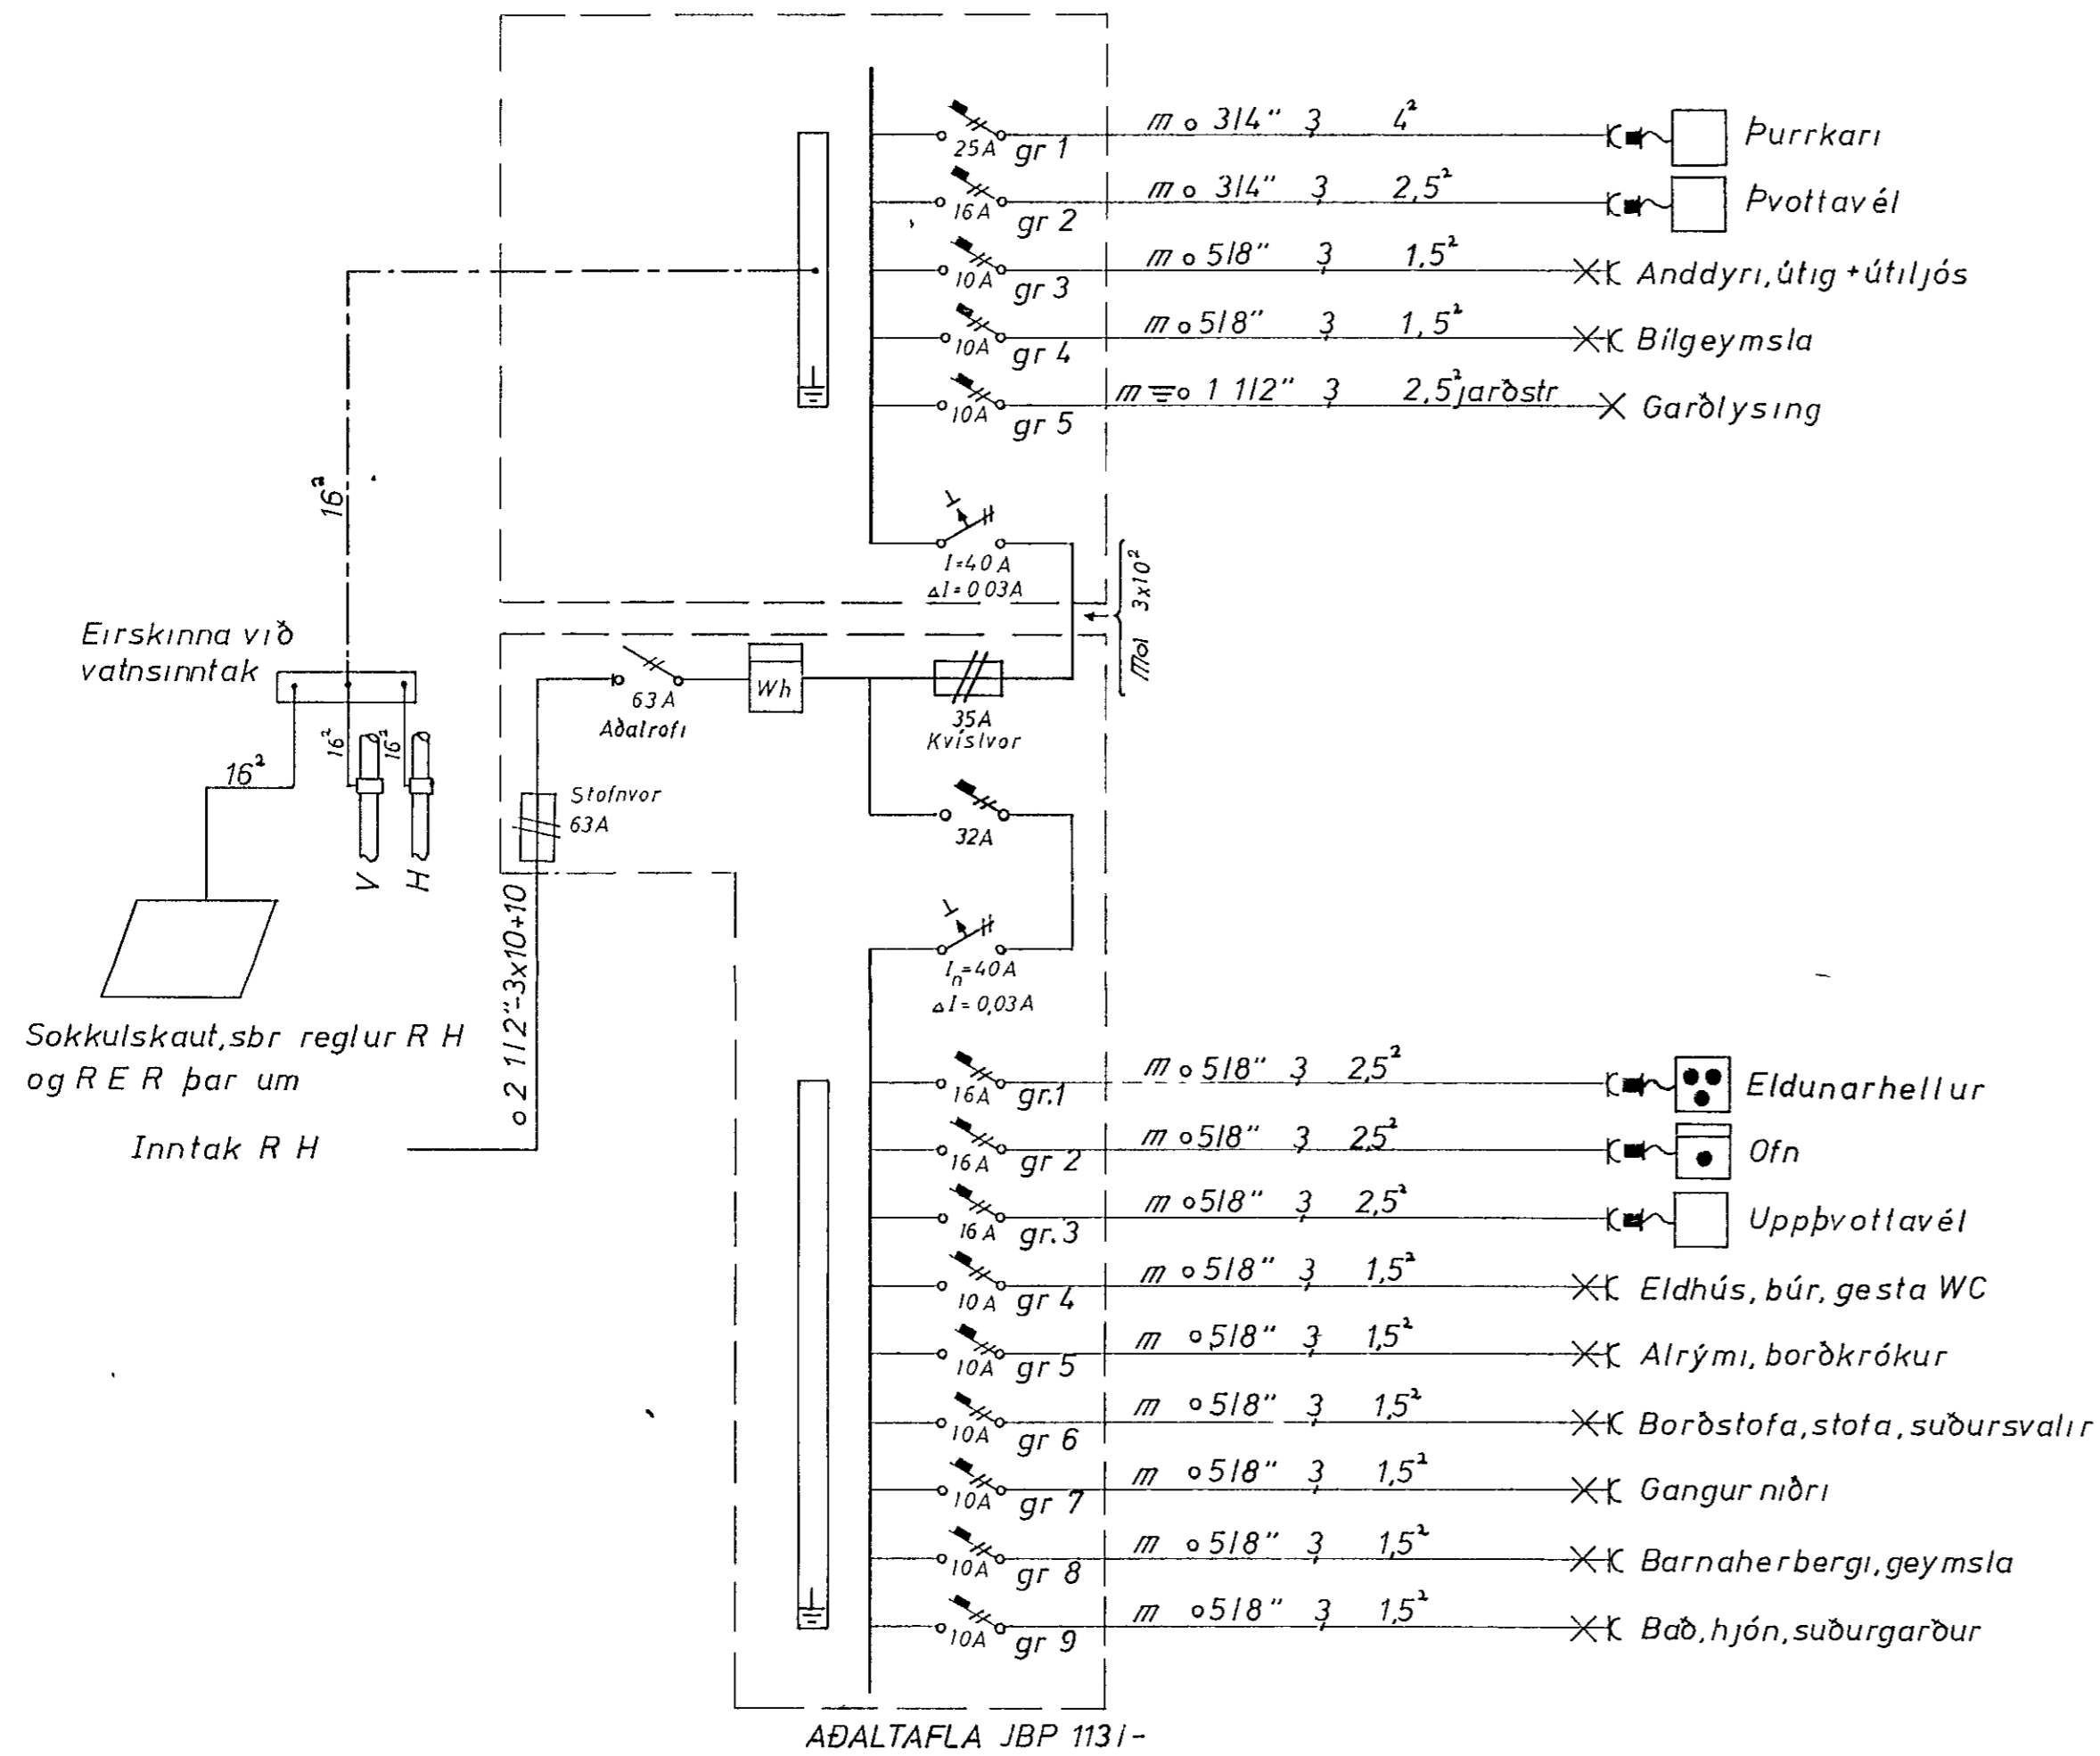 25A gr 1 m o 3/4" 3 4² Þurrkari
16A gr 2 m o 3/4" 3 2,5² Þvottavél
10A gr 3 m o 5/8" 3 1,5² Anddyri, útig + útiljós
10A gr 4 m o 5/8" 3 1,5² Bílgeymsla
10A gr 5 m o 1 1/2" 3 2,5² jarðstr Garðlysing
16²
I=40A
ΔI=003A
mol 3x10²
Eirskinna við
vatnsinntak
63A
Aðalrofi
Wh
35A
Kvíslvor
16²
16²
16²
V
H
Stofnvor
63A
32A
o 2 1/2"-3x10+10
In=40A
ΔI=0,03A
Sokkulskaut, sbr reglur R H
og R E R þar um
Inntak R H
16A gr.1 m o 5/8" 3 2,5² Eldunarhellur
16A gr 2 m o 5/8" 3 25² Ofn
16A gr.3 m o 5/8" 3 2,5² Uppþvottavél
10A gr 4 m o 5/8" 3 1,5² Eldhús, búr, gesta WC
10A gr 5 m o 5/8" 3 1,5² Alrými, borðkrókur
10A gr 6 m o 5/8" 3 1,5² Borðstofa, stofa, suðursvalir
10A gr 7 m o 5/8" 3 1,5² Gangur niðri
10A gr 8 m o 5/8" 3 1,5² Barnaherbergi, geymsla
10A gr 9 m o 5/8" 3 1,5² Bað, hjón, suðurgarður
AÐALTAFLA JBP 113/-